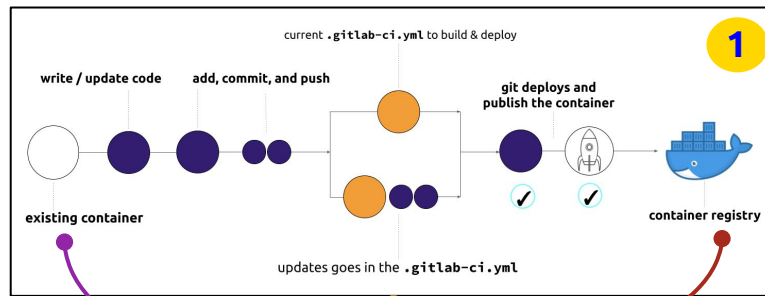 current .gitlab-ci.yml to build & deploy
1
write / update code
add, commit, and push
git deploys and
publish the container
existing container
container registry
updates goes in the .gitlab-ci.yml